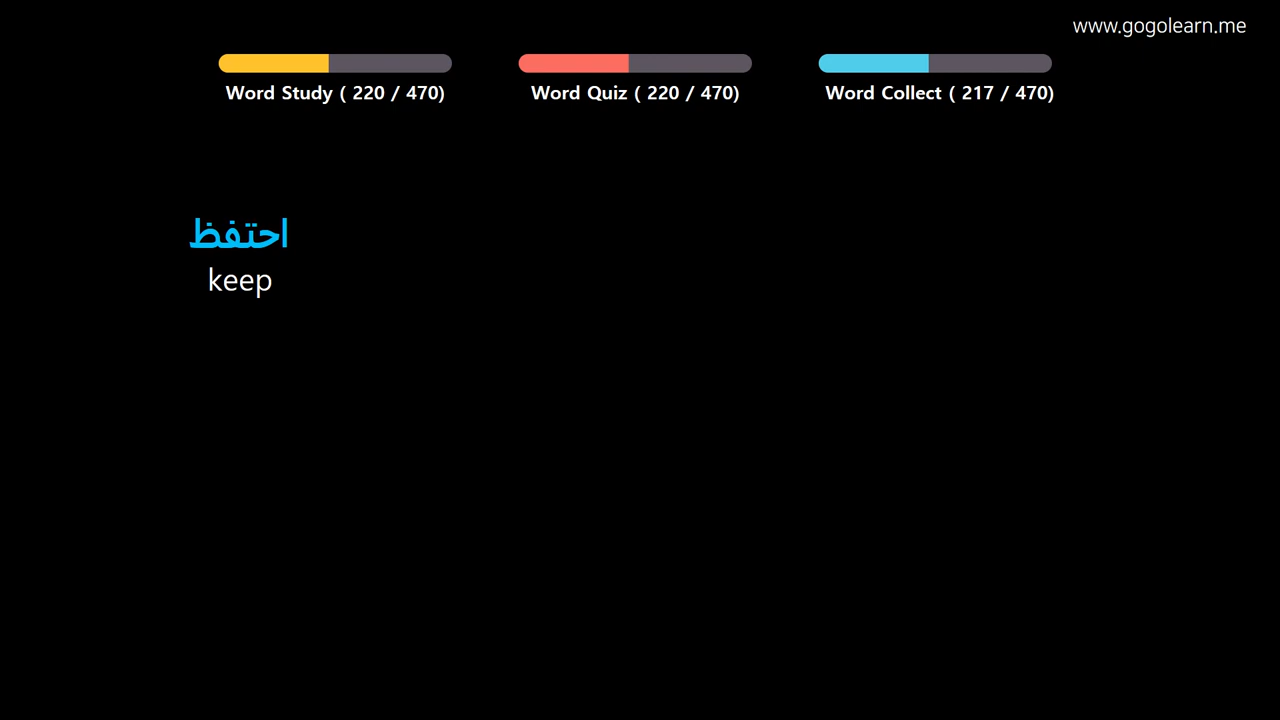 www.gogolearn.me
Word Study ( 220 / 470)
Word Quiz ( 220 / 470)
Word Collect ( 217 / 470)
احتفظ
keep